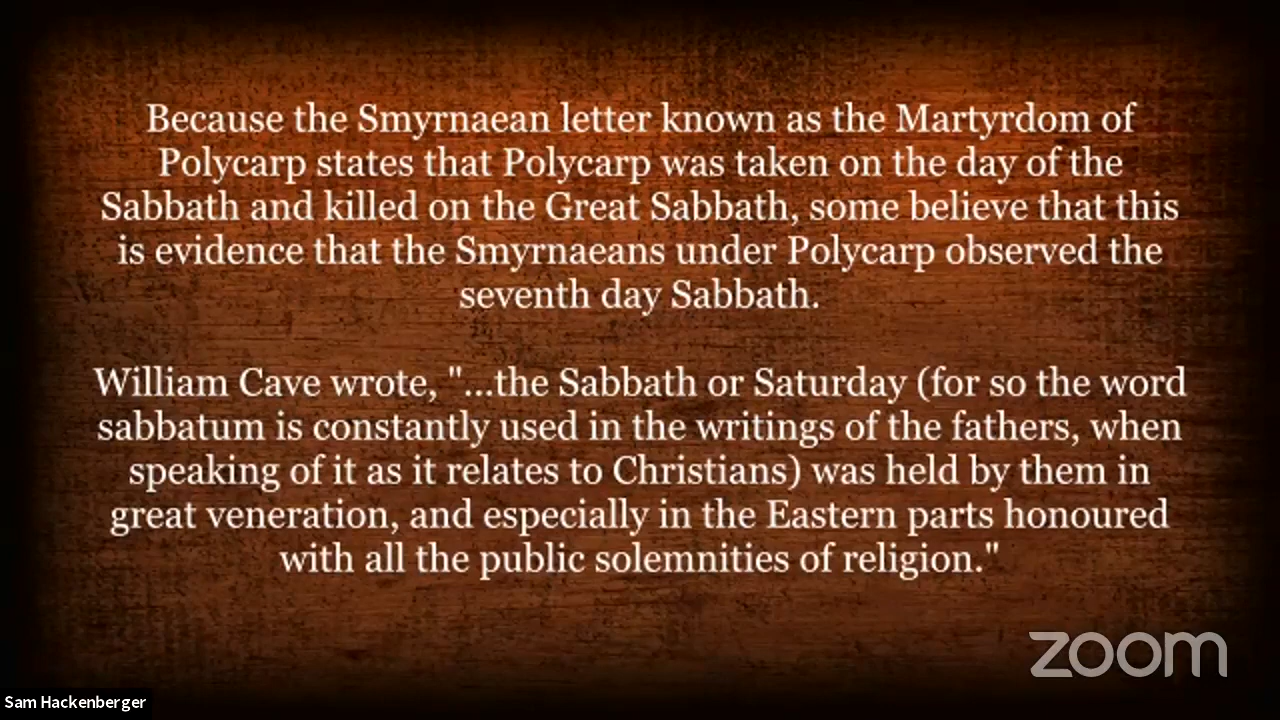 Because the Smyrnaean letter known as the Martyrdom of
Polycarp states that Polycarp was taken on the day of the
Sabbath and killed on the Great Sabbath, some believe that this
is evidence that the Smyrnaeans under Polycarp observed the
seventh day Sabbath.
William Cave wrote, "...the Sabbath or Saturday (for so the word
sabbatum is constantly used in the writings of the fathers, when
speaking of it as it relates to Christians) was held by them in
great veneration, and especially in the Eastern parts honoured
with all the public solemnities of religion."
zoom
Sam Hackenberger